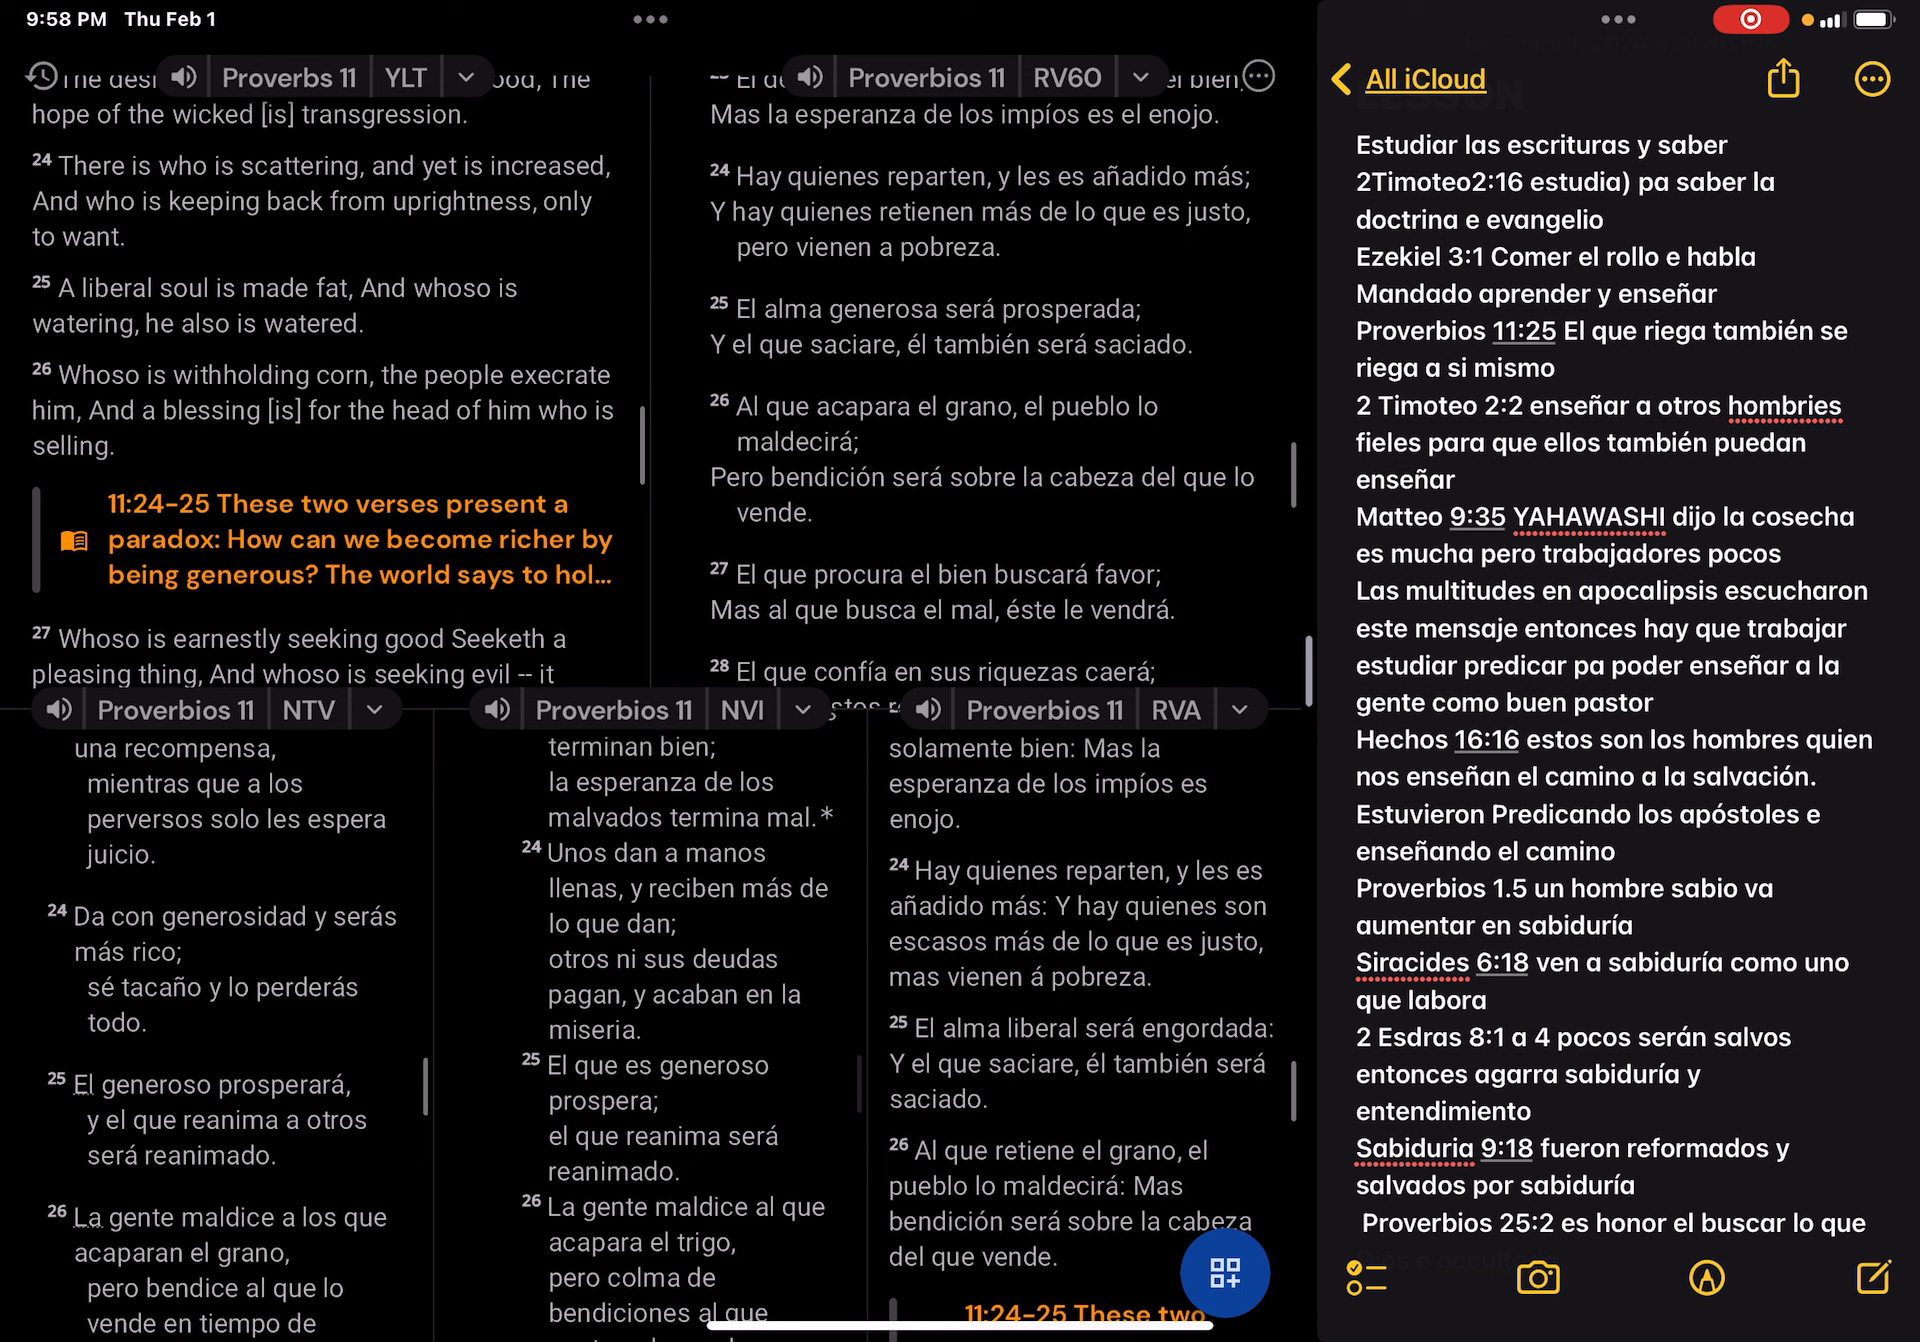 9:58 PM Thu Feb 1
Proverbs 11 YLT
The desi ood, The
hope of the wicked [is] transgression.
24 There is who is scattering, and yet is increased,
And who is keeping back from uprightness, only
to want.
25 A liberal soul is made fat, And whoso is
watering, he also is watered.
26 Whoso is withholding corn, the people execrate
him, And a blessing [is] for the head of him who is
selling.
11:24–25 These two verses present a
paradox: How can we become richer by
being generous? The world says to hol...
27 Whoso is earnestly seeking good Seeketh a
pleasing thing, And whoso is seeking evil -- it
Proverbios 11 RV60
El de el bien;
Mas la esperanza de los impíos es el enojo.
24 Hay quienes reparten, y les es añadido más;
Y hay quienes retienen más de lo que es justo,
pero vienen a pobreza.
25 El alma generosa será prosperada;
Y el que saciare, él también será saciado.
26 Al que acapara el grano, el pueblo lo
maldecirá;
Pero bendición será sobre la cabeza del que lo
vende.
27 El que procura el bien buscará favor;
Mas al que busca el mal, éste le vendrá.
28 El que confía en sus riquezas caerá;
Proverbios 11 NTV
una recompensa,
mientras que a los
perversos solo les espera
juicio.
24 Da con generosidad y serás
más rico;
sé tacaño y lo perderás
todo.
25 El generoso prosperará,
y el que reanima a otros
será reanimado.
26 La gente maldice a los que
acaparan el grano,
pero bendice al que lo
vende en tiempo de
Proverbios 11 NVI
terminan bien;
la esperanza de los
malvados termina mal.*
24 Unos dan a manos
llenas, y reciben más de
lo que dan;
otros ni sus deudas
pagan, y acaban en la
miseria.
25 El que es generoso
prospera;
el que reanima será
reanimado.
26 La gente maldice al que
acapara el trigo,
pero colma de
bendiciones al que
Proverbios 11 RVA
solamente bien: Mas la
esperanza de los impíos es
enojo.
24 Hay quienes reparten, y les es
añadido más: Y hay quienes son
escasos más de lo que es justo,
mas vienen á pobreza.
25 El alma liberal será engordada:
Y el que saciare, él también será
saciado.
26 Al que retiene el grano, el
pueblo lo maldecirá: Mas
bendición será sobre la cabeza
del que vende.
11:24–25 These two
All iCloud
Estudiar las escrituras y saber
2Timoteo2:16 estudia) pa saber la
doctrina e evangelio
Ezekiel 3:1 Comer el rollo e habla
Mandado aprender y enseñar
Proverbios 11:25 El que riega también se
riega a si mismo
2 Timoteo 2:2 enseñar a otros hombries
fieles para que ellos también puedan
enseñar
Matteo 9:35 YAHAWASHI dijo la cosecha
es mucha pero trabajadores pocos
Las multitudes en apocalipsis escucharon
este mensaje entonces hay que trabajar
estudiar predicar pa poder enseñar a la
gente como buen pastor
Hechos 16:16 estos son los hombres quien
nos enseñan el camino a la salvación.
Estuvieron Predicando los apóstoles e
enseñando el camino
Proverbios 1.5 un hombre sabio va
aumentar en sabiduría
Siracides 6:18 ven a sabiduría como uno
que labora
2 Esdras 8:1 a 4 pocos serán salvos
entonces agarra sabiduría y
entendimiento
Sabiduria 9:18 fueron reformados y
salvados por sabiduría
Proverbios 25:2 es honor el buscar lo que